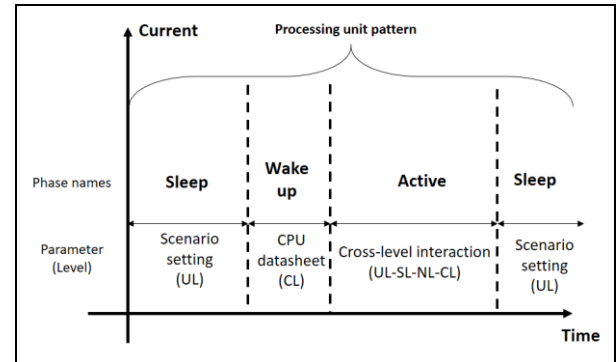 Current
Processing unit pattern
Phase names
Sleep
Wake
up
Active
Sleep
Parameter
(Level)
Scenario
setting
(UL)
CPU
datasheet
(CL)
Cross-level interaction
(UL-SL-NL-CL)
Scenario
setting
(UL)
Time